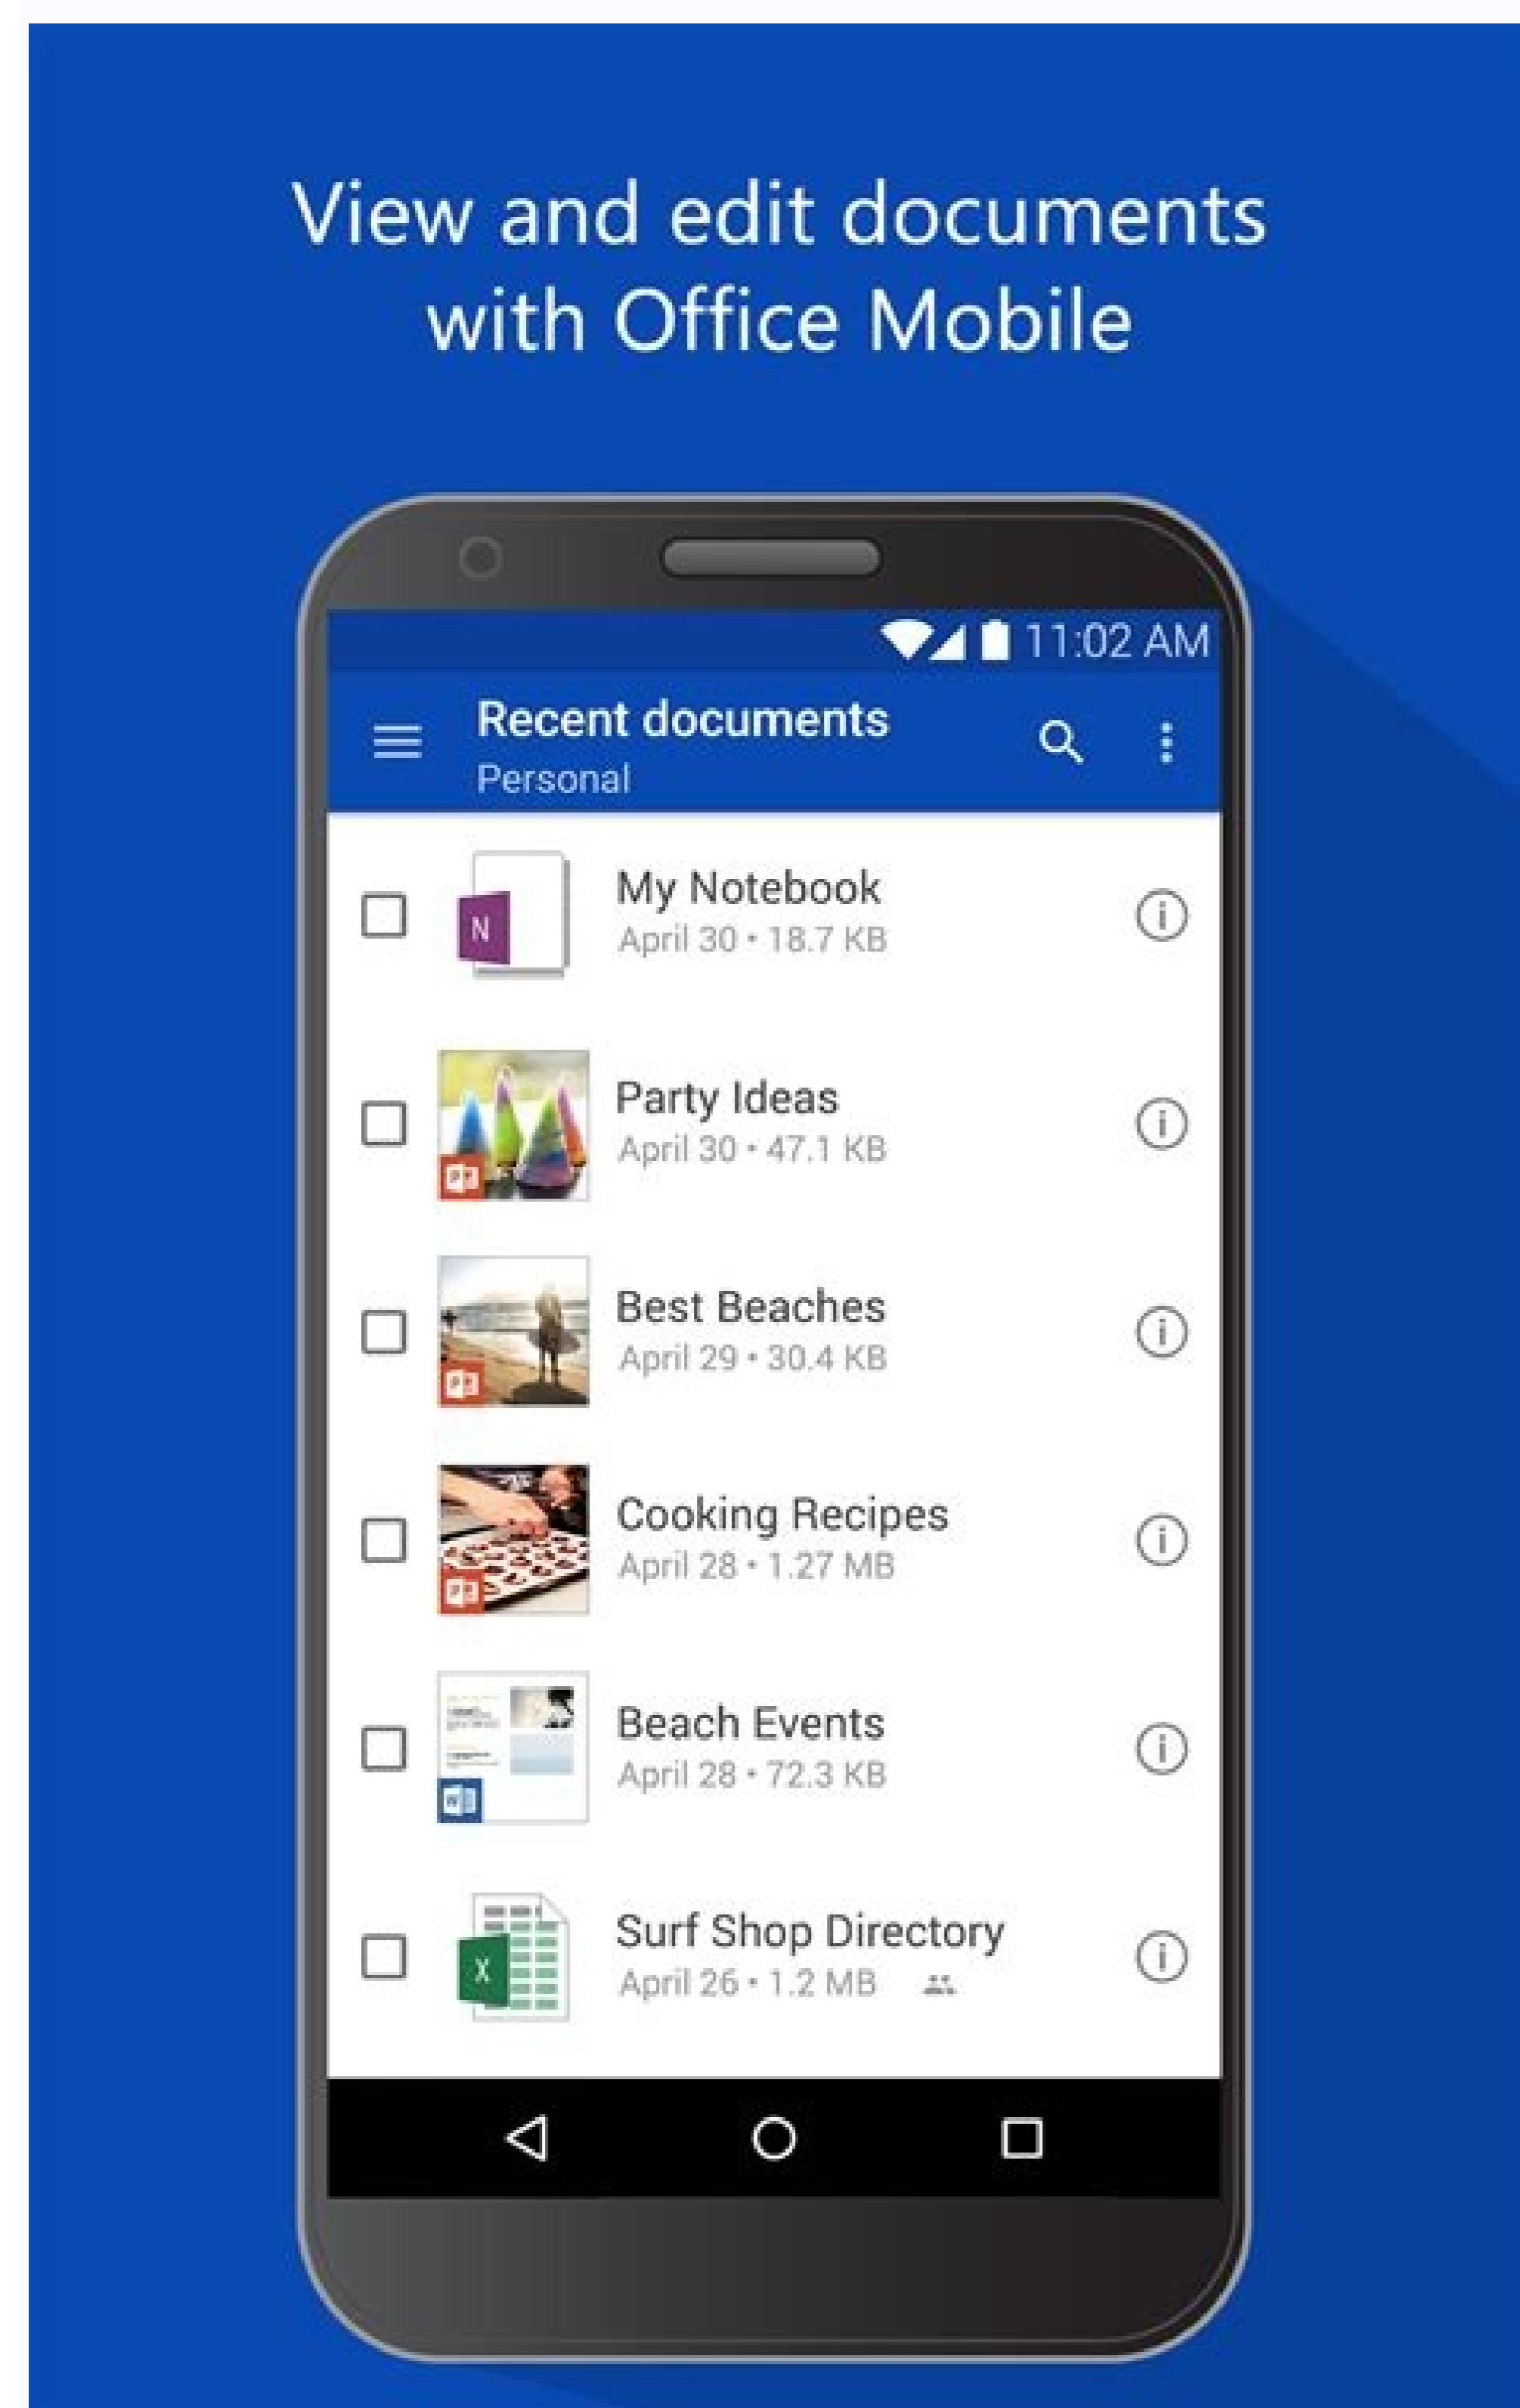 View and edit documents
with Office Mobile
11:02 AM
Recent documents
Personal
My Notebook
April 30 • 18.7 KB
N
Party Ideas
April 30 • 47.1 KB
P
Best Beaches
April 29 • 30.4 KB
P
Cooking Recipes
April 28 • 1.27 MB
P
Beach Events
April 28 • 72.3 KB
W
Surf Shop Directory
April 26 • 1.2 MB
X